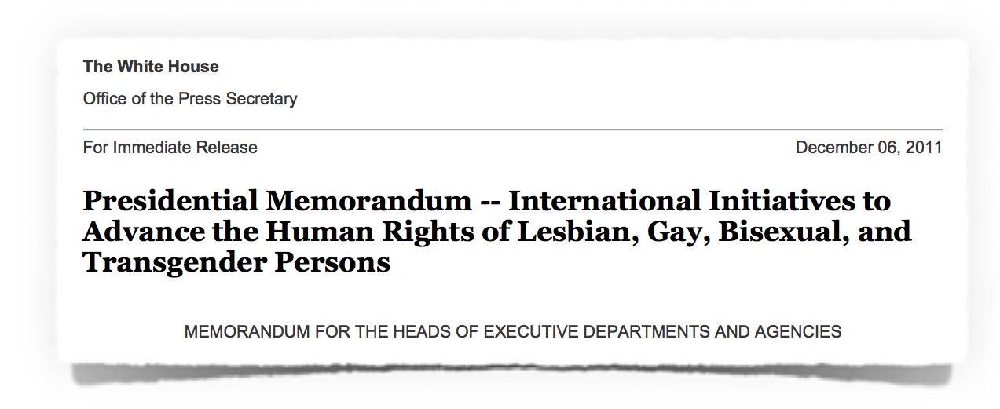 The White House
Office of the Press Secretary
For Immediate Release
December 06, 2011
Presidential Memorandum -- International Initiatives to
Advance the Human Rights of Lesbian, Gay, Bisexual, and
Transgender Persons
MEMORANDUM FOR THE HEADS OF EXECUTIVE DEPARTMENTS AND AGENCIES